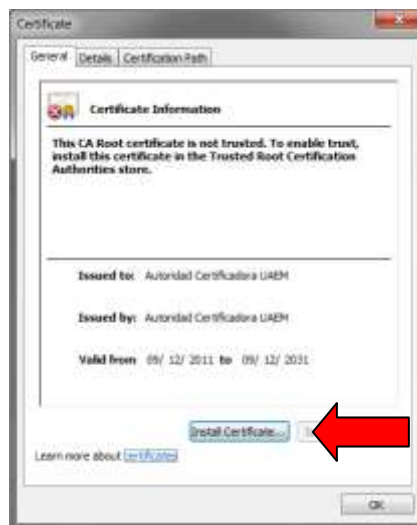 Certificate
General Details Certification Path
Certificate Information
This CA Root certificate is not trusted. To enable trust,
install this certificate in the Trusted Root Certification
Authorities store.
Issued to: Autoridad Certificadora UAEM
Issued by: Autoridad Certificadora UAEM
Valid from 09/ 12/ 2011 to 09/ 12/ 2031
Install Certificate...
Learn more about certificates
OK